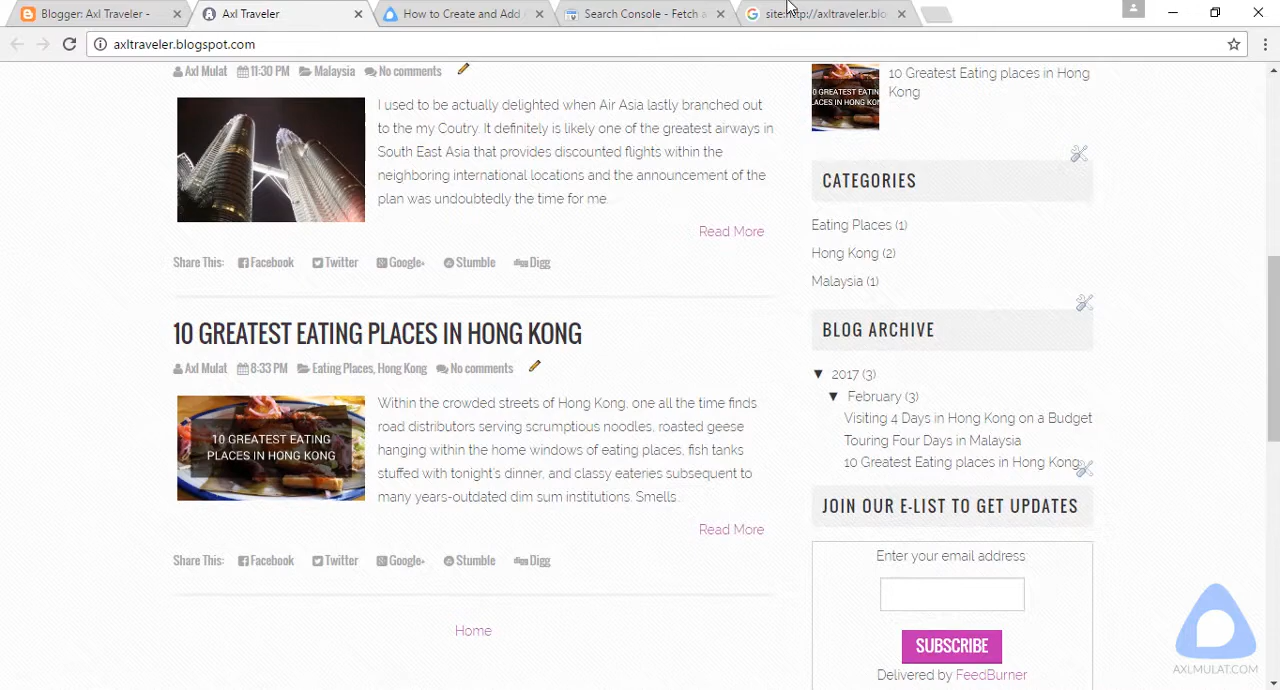 Blogger: Axl Traveler -
Axl Traveler
How to Create and Add
Search Console - Fetch a
site:http://axltraveler.blo
axltraveler.blogspot.com
Axl Mulat 11:30 PM Malaysia No comments
I used to be actually delighted when Air Asia lastly branched out
to the my Coutry. It definitely is likely one of the greatest airways in
South East Asia that provides discounted flights within the
neighboring international locations and the announcement of the
plan was undoubtedly the time for me...
Read More
Share This: Facebook Twitter Google+ Stumble Digg
10 GREATEST EATING PLACES IN HONG KONG
Axl Mulat 8:33 PM Eating Places, Hong Kong No comments
10 GREATEST EATING
PLACES IN HONG KONG
Within the crowded streets of Hong Kong, one all the time finds
road distributors serving scrumptious noodles, roasted geese
hanging within the home windows of eating places, fish tanks
stuffed with tonight's dinner, and classy eateries subsequent to
many years-outdated dim sum institutions. Smells...
Read More
Share This: Facebook Twitter Google+ Stumble Digg
Home
10 GREATEST EATING
PLACES IN HONG KONG
10 Greatest Eating places in Hong
Kong
CATEGORIES
Eating Places (1)
Hong Kong (2)
Malaysia (1)
BLOG ARCHIVE
▼ 2017 (3)
▼ February (3)
Visiting 4 Days in Hong Kong on a Budget
Touring Four Days in Malaysia
10 Greatest Eating places in Hong Kong
JOIN OUR E-LIST TO GET UPDATES
Enter your email address
SUBSCRIBE
Delivered by FeedBurner
AXLMULAT.COM